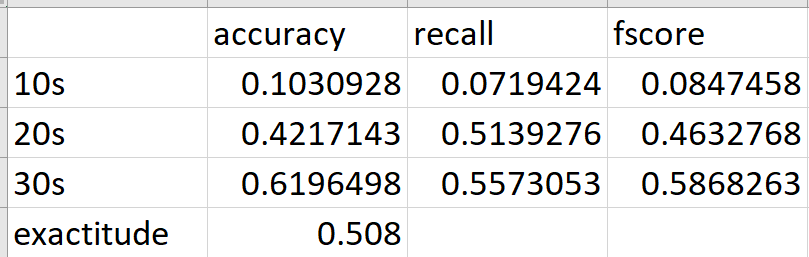 accuracy recall fscore
10s 0.1030928 0.0719424 0.0847458
20s 0.4217143 0.5139276 0.4632768
30s 0.6196498 0.5573053 0.5868263
exactitude 0.508